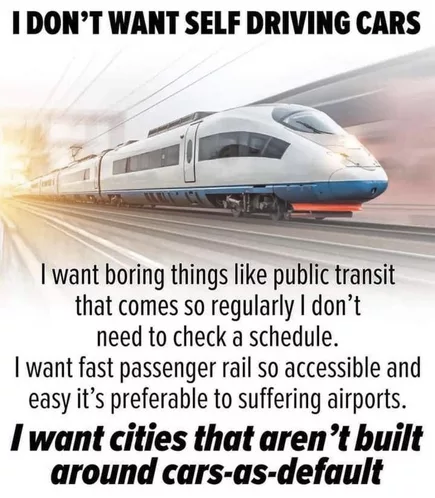 I DON'T WANT SELF DRIVING CARS
I want boring things like public transit
that comes so regularly I don't
need to check a schedule.
I want fast passenger rail so accessible and
easy it's preferable to suffering airports.
I want cities that aren't built
around cars-as-default